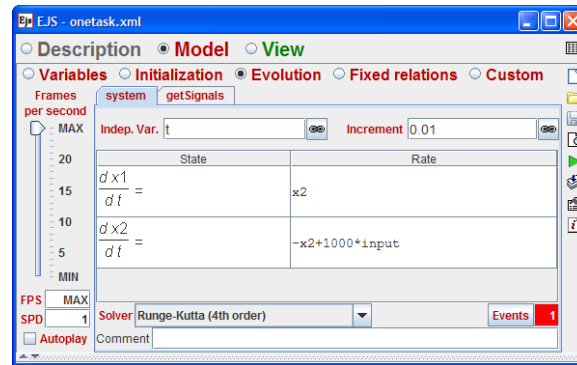 Ejs EJS - onetask.xml
Description Model View
Variables Initialization Evolution Fixed relations Custom
Frames per second
MAX
20
15
10
5
MIN
FPS MAX
SPD 1
Autoplay
system getSignals
Indep. Var. t Increment 0.01
State Rate
d x1
d t = x2
d x2
d t = -x2+1000*input
Solver Runge-Kutta (4th order) Events 1
Comment